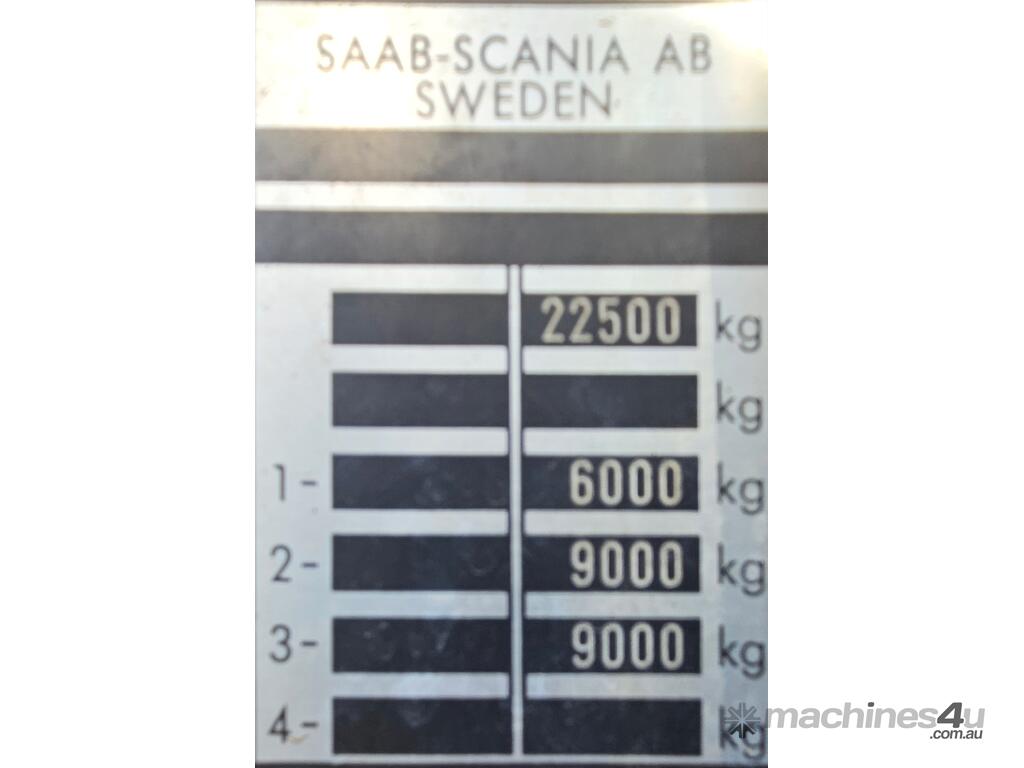 SAAB-SCANIA AB
SWEDEN
22500 kg
kg
1- 6000 kg
2- 9000 kg
3- 9000 kg
4- kg
machines4u
.com.au